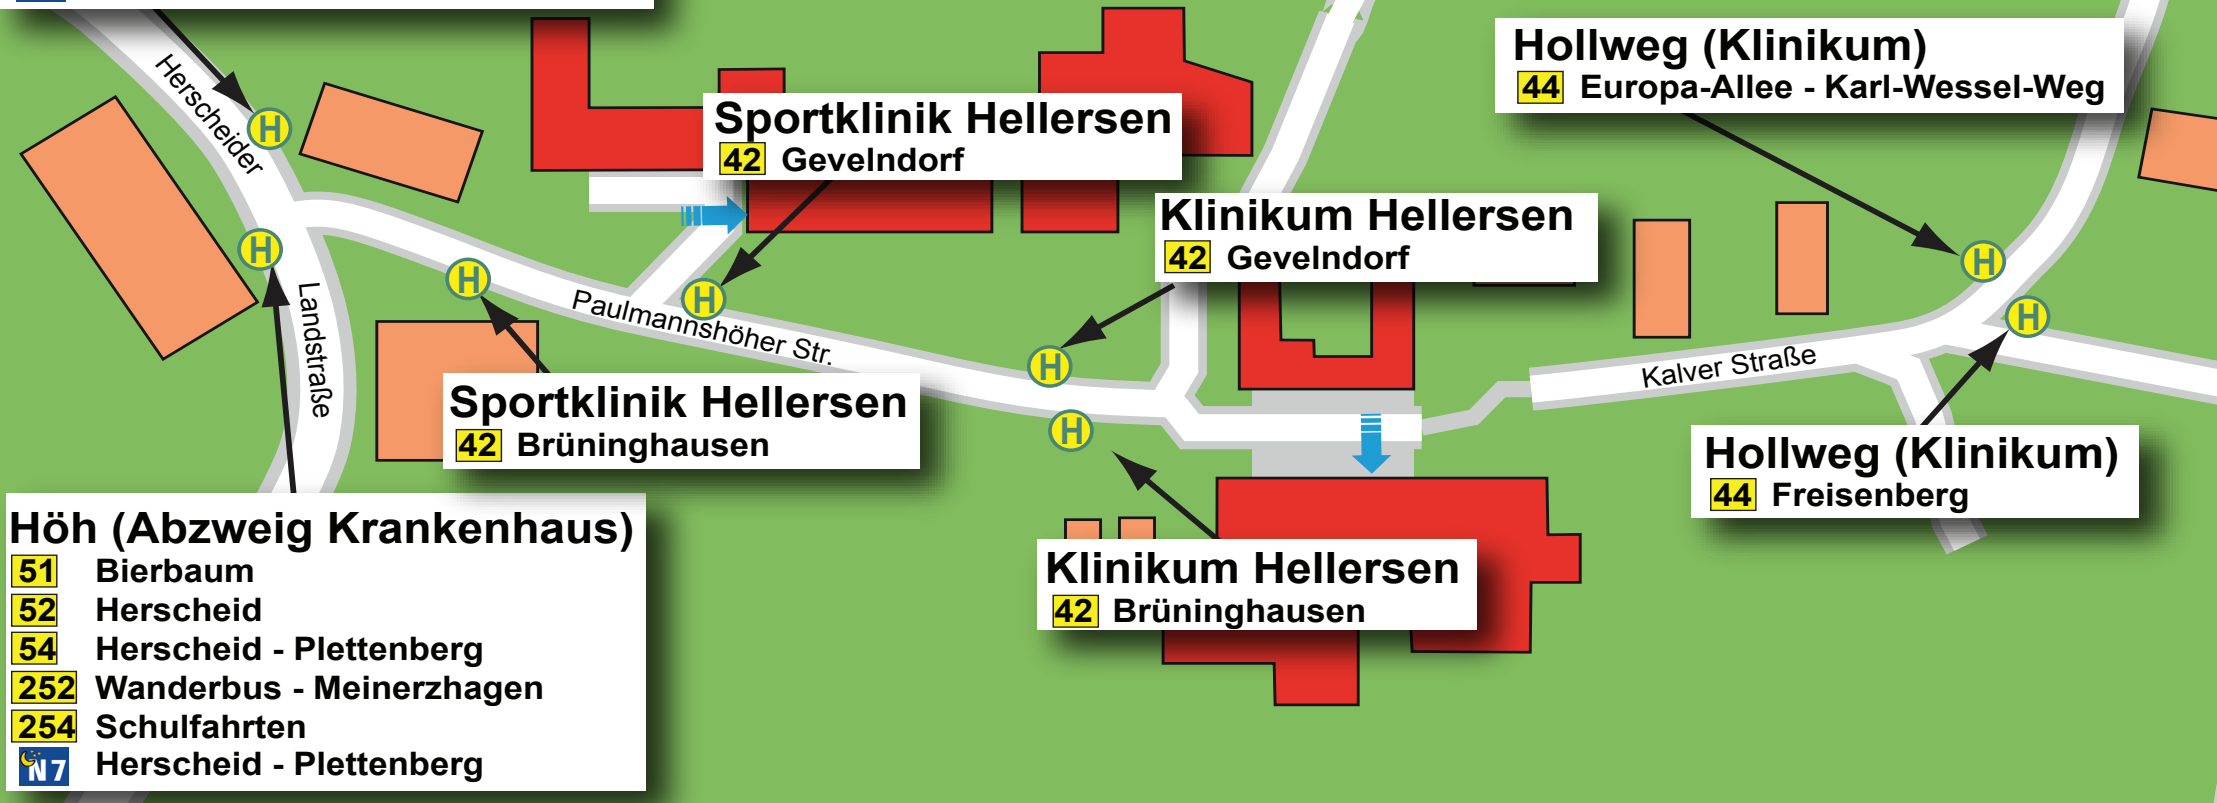 Hollweg (Klinikum)
44 Europa-Allee - Karl-Wessel-Weg
Herscheider
Sportklinik Hellersen
42 Gevelndorf
Klinikum Hellersen
42 Gevelndorf
H
H
H
H
H
H
H
H
Landstraße
Paulmannshöher Str.
Kalver Straße
Sportklinik Hellersen
42 Brüninghausen
Hollweg (Klinikum)
44 Freisenberg
Höh (Abzweig Krankenhaus)
51 Bierbaum
52 Herscheid
54 Herscheid - Plettenberg
252 Wanderbus - Meinerzhagen
254 Schulfahrten
N7 Herscheid - Plettenberg
Klinikum Hellersen
42 Brüninghausen